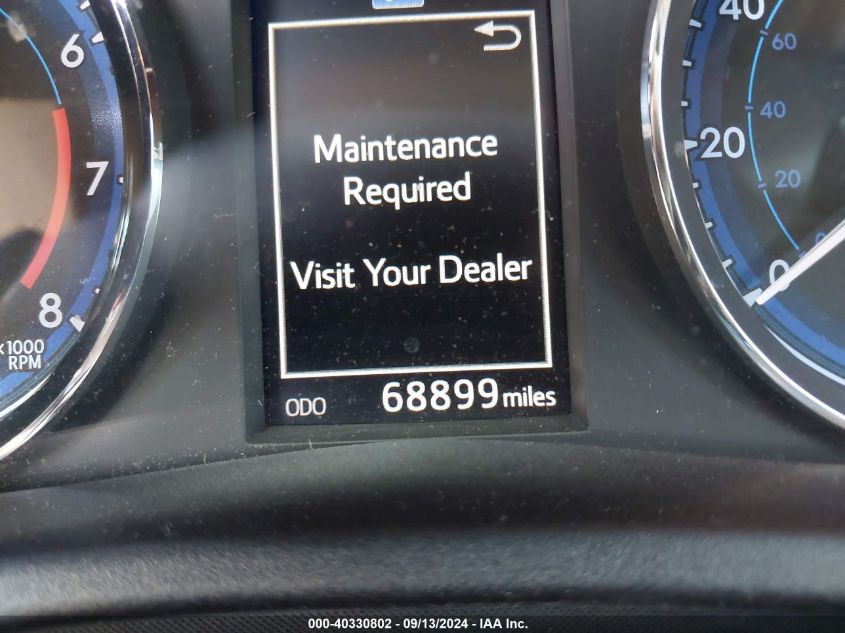 6
7
8
x1000
RPM
Maintenance
Required
Visit Your Dealer
ODO 68899 miles
40
60
40
20
20
0
0
000-40330802 - 09/13/2024 - IAA Inc.